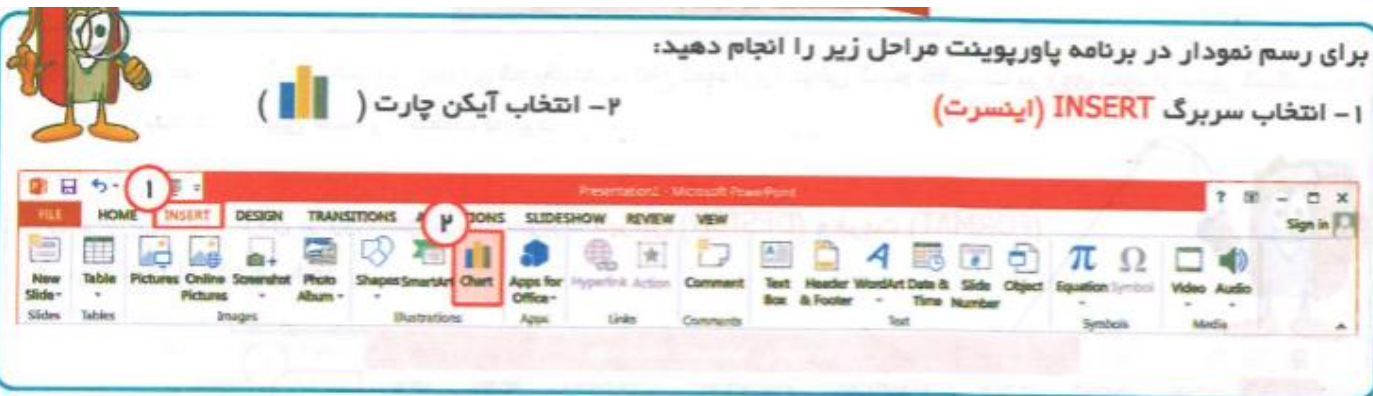 برای رسم نمودار در برنامه پاورپوینت مراحل زیر را انجام دهید:
۱- انتخاب سربرگ INSERT (اینسرت) ۲- انتخاب آیکن چارت ( )
۱
Presentation1 - Microsoft PowerPoint
FILE HOME INSERT DESIGN TRANSITIONS SLIDESHOW REVIEW VIEW Sign in
۲
New Slide Table Pictures Online Pictures Screenshot Photo Album Shapes SmartArt Chart Apps for Office Hyperlink Action Comment Text Box Header & Footer WordArt Date & Time Slide Number Object Equation Symbol Video Audio
Slides Tables Images Illustrations Apps Links Comments Text Symbols Media